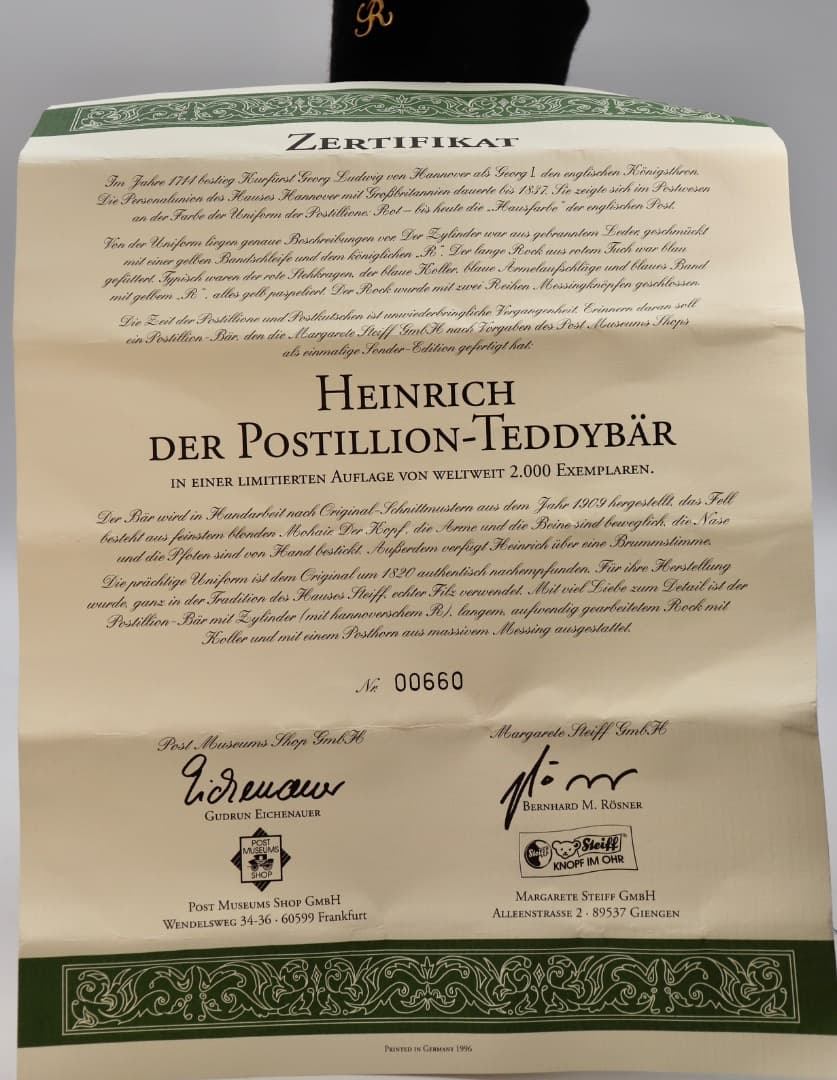 R
ZERTIFIKAT
Im Jahre 1714 bestieg Kurfürst Georg Ludwig von Hannover als Georg I. den englischen Königsthron.
Die Personalunion des Hauses Hannover mit Großbritannien dauerte bis 1837. Sie zeigte sich im Postwesen
an der Farbe der Uniform der Postillione: Rot – bis heute die „Hausfarbe" der englischen Post.
Von der Uniform liegen genaue Beschreibungen vor. Der Zylinder war aus gebranntem Leder, geschmückt
mit einer gelben Bandschleife und dem königlichen „R". Der lange Rock aus rotem Tuch war blau
gefüttert. Typisch waren der rote Stehkragen, der blaue Koller, blaue Ärmelaufschläge und blaues Band
mit gelbem „R", alles gelb paspeliert. Der Rock wurde mit zwei Reihen Messingknöpfen geschlossen.
Die Zeit der Postillione und Postkutschen ist unwiederbringliche Vergangenheit. Erinnern daran soll
ein Postillion-Bär, den die Margarete Steiff GmbH nach Vorgaben des Post Museums Shops
als einmalige Sonder-Edition gefertigt hat:
HEINRICH
DER POSTILLION-TEDDYBÄR
IN EINER LIMITIERTEN AUFLAGE VON WELTWEIT 2.000 EXEMPLAREN.
Der Bär wird in Handarbeit nach Original-Schnittmustern aus dem Jahr 1909 hergestellt, das Fell
besteht aus feinstem blonden Mohair. Der Kopf, die Arme und die Beine sind beweglich, die Nase
und die Pfoten sind von Hand bestickt. Außerdem verfügt Heinrich über eine Brummstimme.
Die prächtige Uniform ist dem Original um 1820 authentisch nachempfunden. Für ihre Herstellung
wurde, ganz in der Tradition des Hauses Steiff, echter Filz verwendet. Mit viel Liebe zum Detail ist der
Postillion-Bär mit Zylinder (mit hannoverschem R), langem, aufwendig gearbeitetem Rock mit
Koller und mit einem Posthorn aus massivem Messing ausgestattet.
Nr. 00660
Post Museums Shop GmbH
Margarete Steiff GmbH
Eichenauer
GUDRUN EICHENAUER
BERNHARD M. RÖSNER
POST
MUSEUMS
SHOP
Steiff
Steiff
KNOPF IM OHR
POST MUSEUMS SHOP GMBH
WENDELSWEG 34-36 · 60599 FRANKFURT
MARGARETE STEIFF GMBH
ALLEENSTRASSE 2 · 89537 GIENGEN
PRINTED IN GERMANY 1996